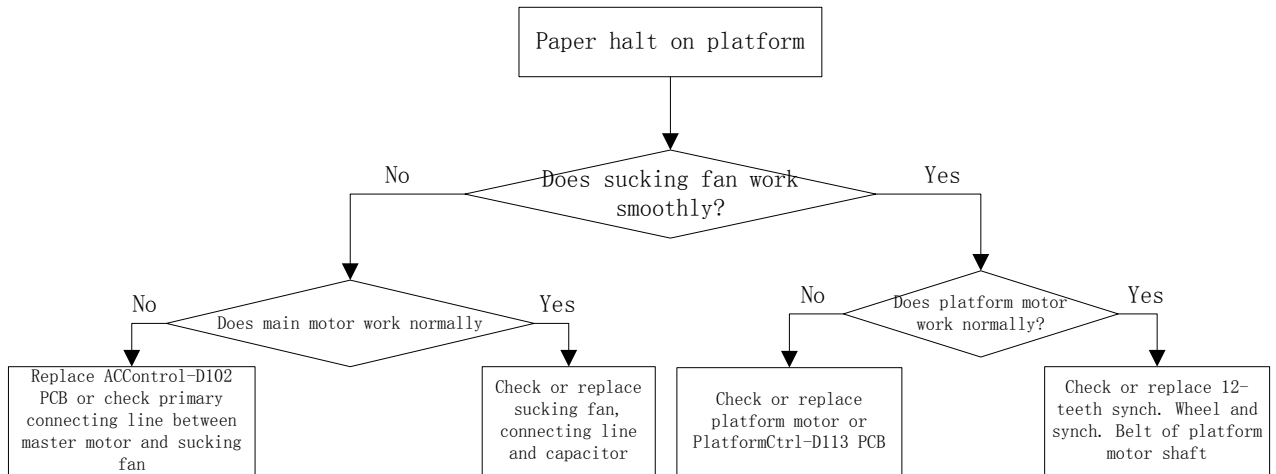 Paper halt on platform
No
Does sucking fan work
smoothly?
Yes
No
Does main motor work normally
Yes
No
Does platform motor
work normally?
Yes
Replace ACControl-D102
PCB or check primary
connecting line between
master motor and sucking
fan
Check or replace
sucking fan,
connecting line
and capacitor
Check or replace
platform motor or
PlatformCtrl-D113 PCB
Check or replace 12-
teeth synch. Wheel and
synch. Belt of platform
motor shaft